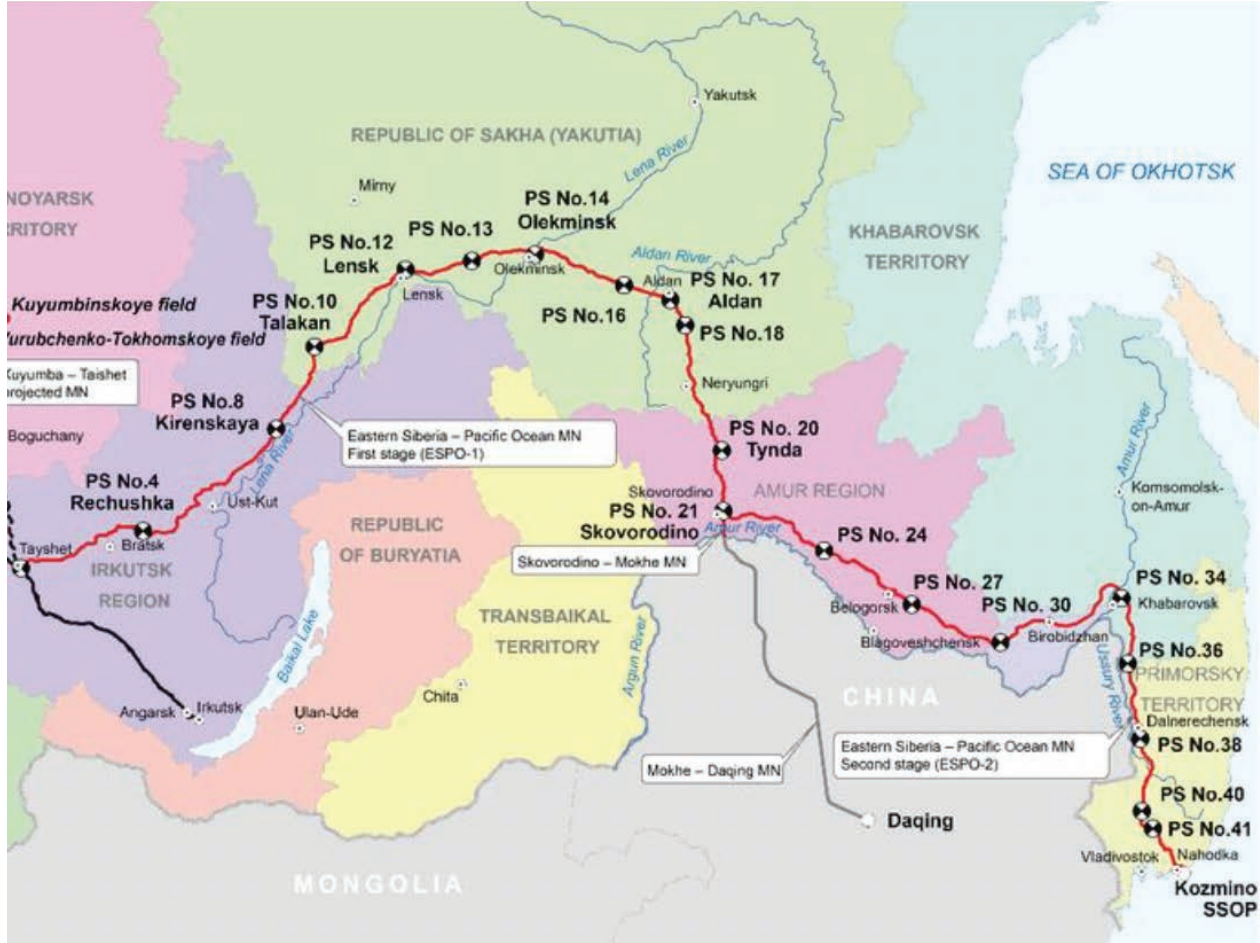 Yakutsk
REPUBLIC OF SAKHA (YAKUTIA)
Lena River
SEA OF OKHOTSK
Mirny
NOYARSK
RRITORY
PS No.14
Olekminsk
PS No.13
PS No.12
Lensk
KHABAROVSK
TERRITORY
Aldan River
Olekminsk
Aldan
PS No. 17
Aldan
Lensk
Kuyumbinskoye field
PS No.10
Talakan
PS No.16
PS No.18
Yurubchenko-Tokhomskoye field
Kuyumba – Taishet
projected MN
Neryungri
PS No.8
Kirenskaya
Boguchany
Eastern Siberia – Pacific Ocean MN
First stage (ESPO-1)
PS No. 20
Tynda
Amur River
Lena River
PS No.4
Rechushka
Ust-Kut
Skovorodino
AMUR REGION
Komsomolsk-
on-Amur
PS No. 21
Skovorodino
Amur River
REPUBLIC
OF BURYATIA
Tayshet
Bratsk
PS No. 24
Skovorodino – Mokhe MN
IRKUTSK
REGION
PS No. 27
PS No. 34
Khabarovsk
Belogorsk
PS No. 30
Birobidzhan
Blagoveshchensk
TRANSBAIKAL
TERRITORY
Baikal Lake
Argun River
Ussury River
PS No.36
PRIMORSKY
TERRITORY
Chita
CHINA
Angarsk
Irkutsk
Ulan-Ude
Dalnerechensk
PS No.38
Eastern Siberia – Pacific Ocean MN
Second stage (ESPO-2)
Mokhe – Daqing MN
PS No.40
Daqing
PS No.41
Vladivostok
Nahodka
MONGOLIA
Kozmino
SSOP